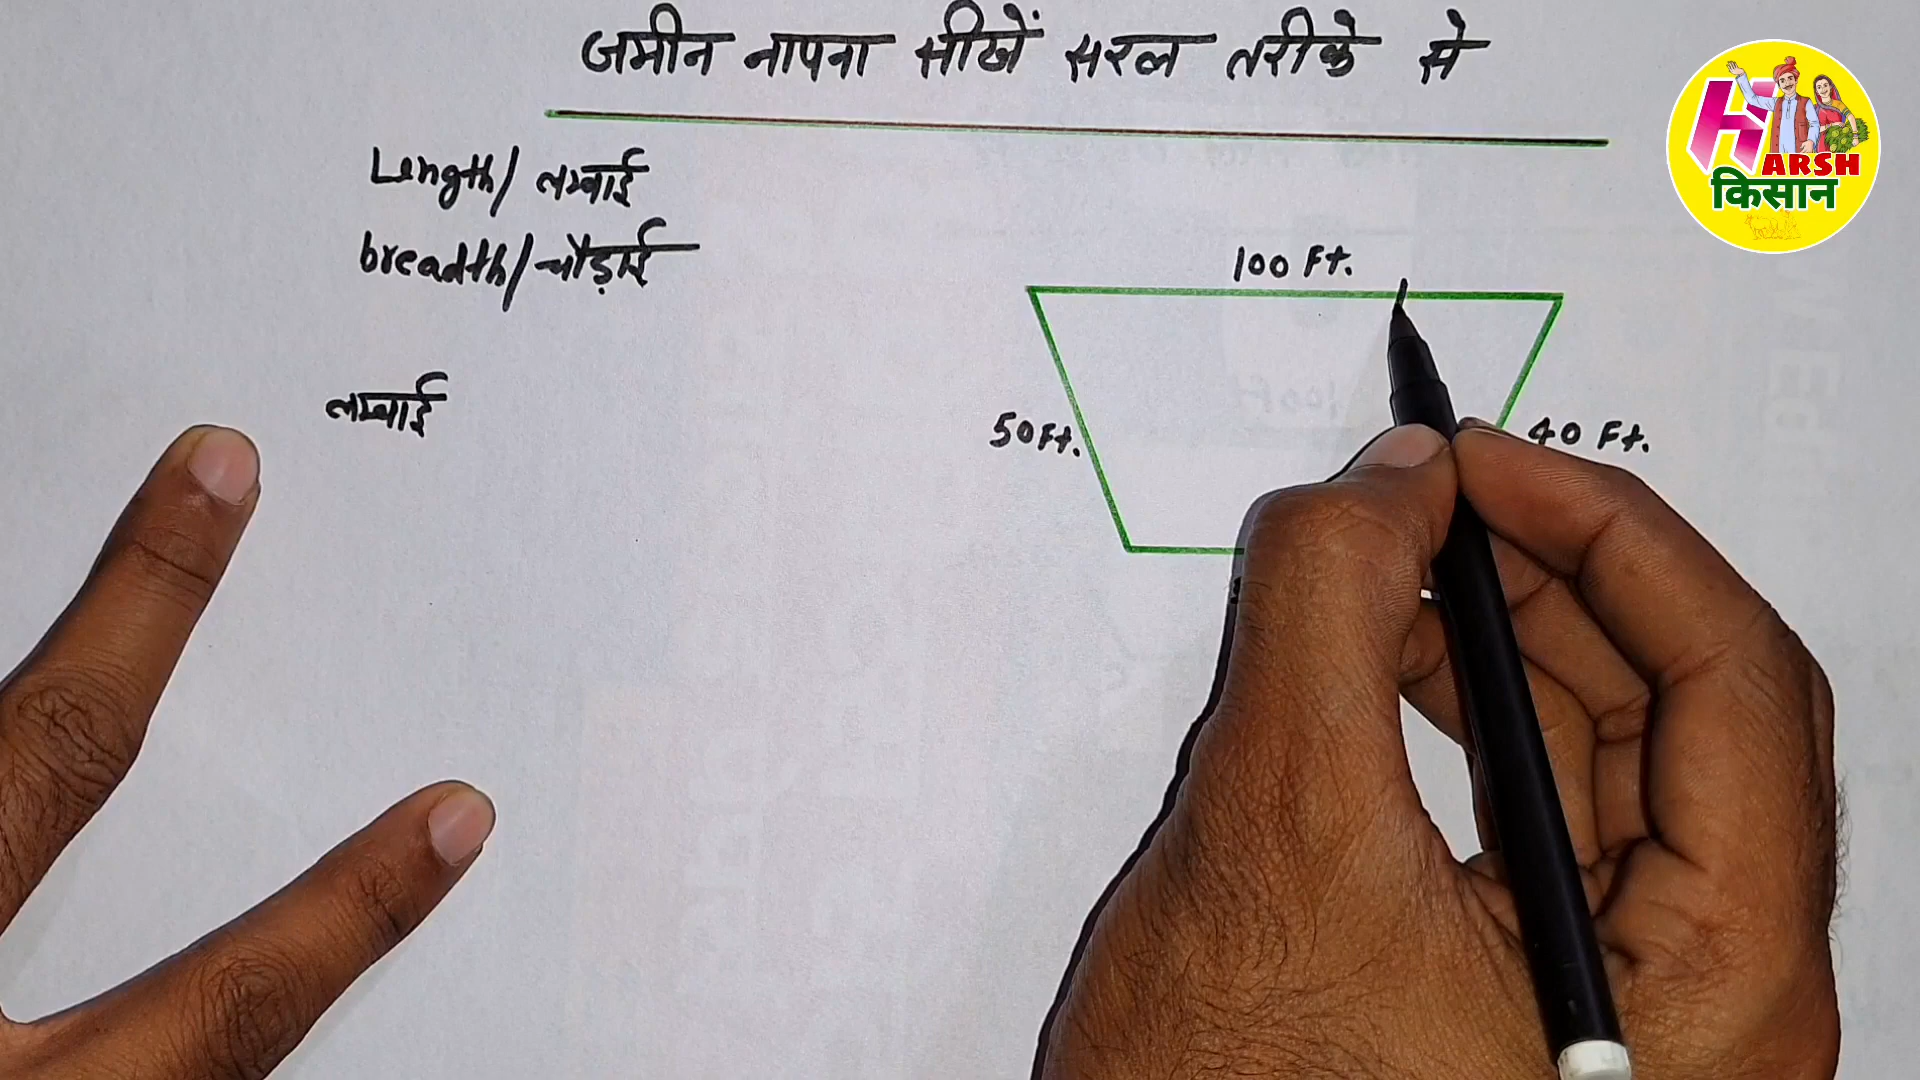 जमीन नापना सीखें सरल तरीके से
HARSH
किसान
Length/ लम्बाई
breadth/चौड़ाई
100 Ft.
लम्बाई
50 Ft.
40 Ft.